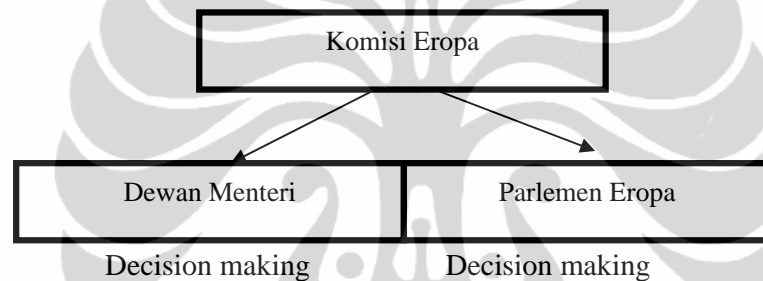 Komisi Eropa
Dewan Menteri Parlemen Eropa
Decision making Decision making